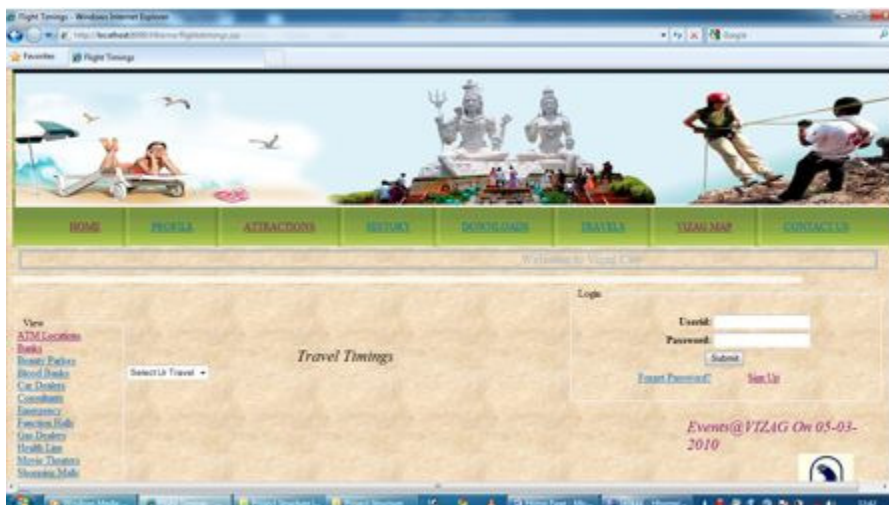 Flight Timings - Windows Internet Explorer
Google
Favorites Flight Timings
HOME PROFILE ATTRACTIONS HISTORY DOWNLOADS TRAVELS VIZAG MAP CONTACT US
Welcome to Vizag City
Login
Userid:
Password:
Submit
Forget Password? Sign Up
View
ATM Locations
Banks
Beauty Parlors
Blood Banks
Car Dealers
Consultants
Emergency
Function Halls
Gas Dealers
Health Line
Movie Theaters
Shopping Malls
Select Ur Travel
Travel Timings
Events@VIZAG On 05-03-
2010